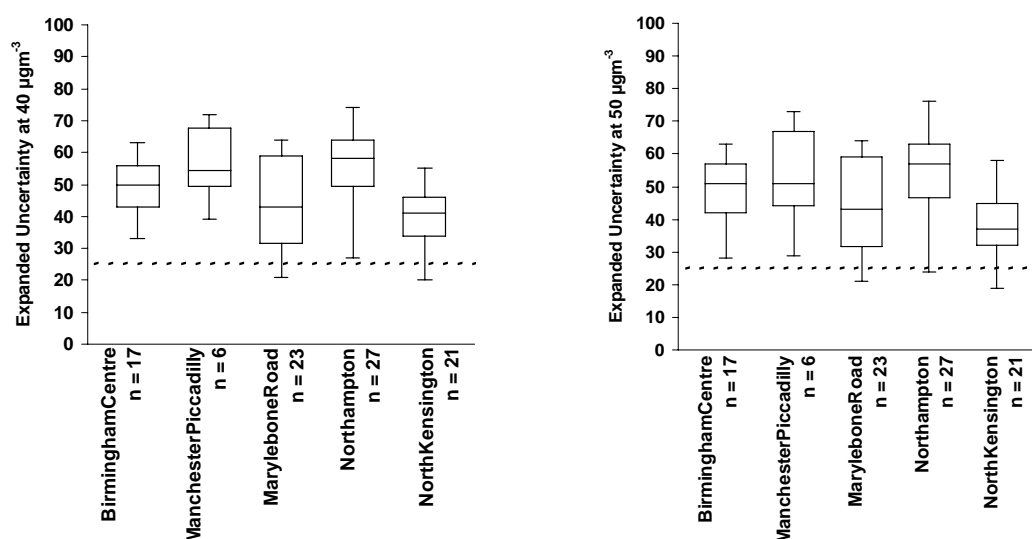 Expanded Uncertainty at 40 µgm-3
100
90
80
70
60
50
40
30
20
10
0
BirminghamCentre
n = 17
ManchesterPiccadilly
n = 6
MaryleboneRoad
n = 23
Northampton
n = 27
NorthKensington
n = 21
Expanded Uncertainty at 50 µgm-3
100
90
80
70
60
50
40
30
20
10
0
BirminghamCentre
n = 17
ManchesterPiccadilly
n = 6
MaryleboneRoad
n = 23
Northampton
n = 27
NorthKensington
n = 21